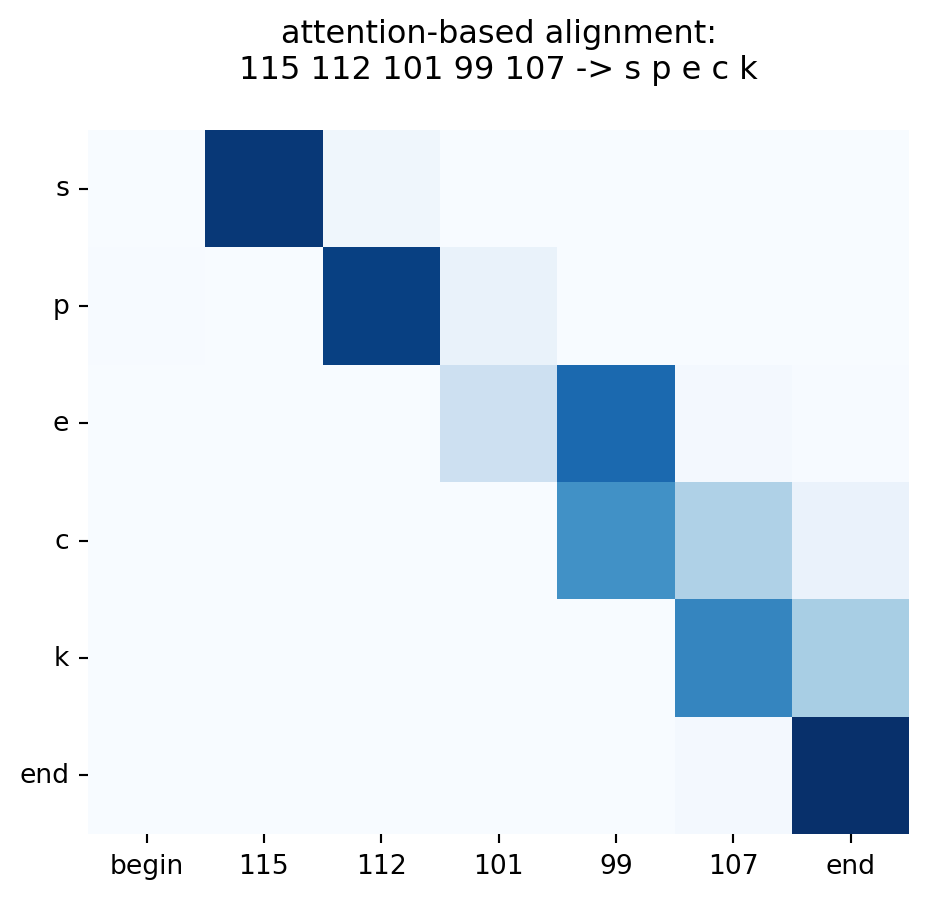 attention-based alignment:
115 112 101 99 107 -> s p e c k
s
p
e
c
k
end
begin 115 112 101 99 107 end